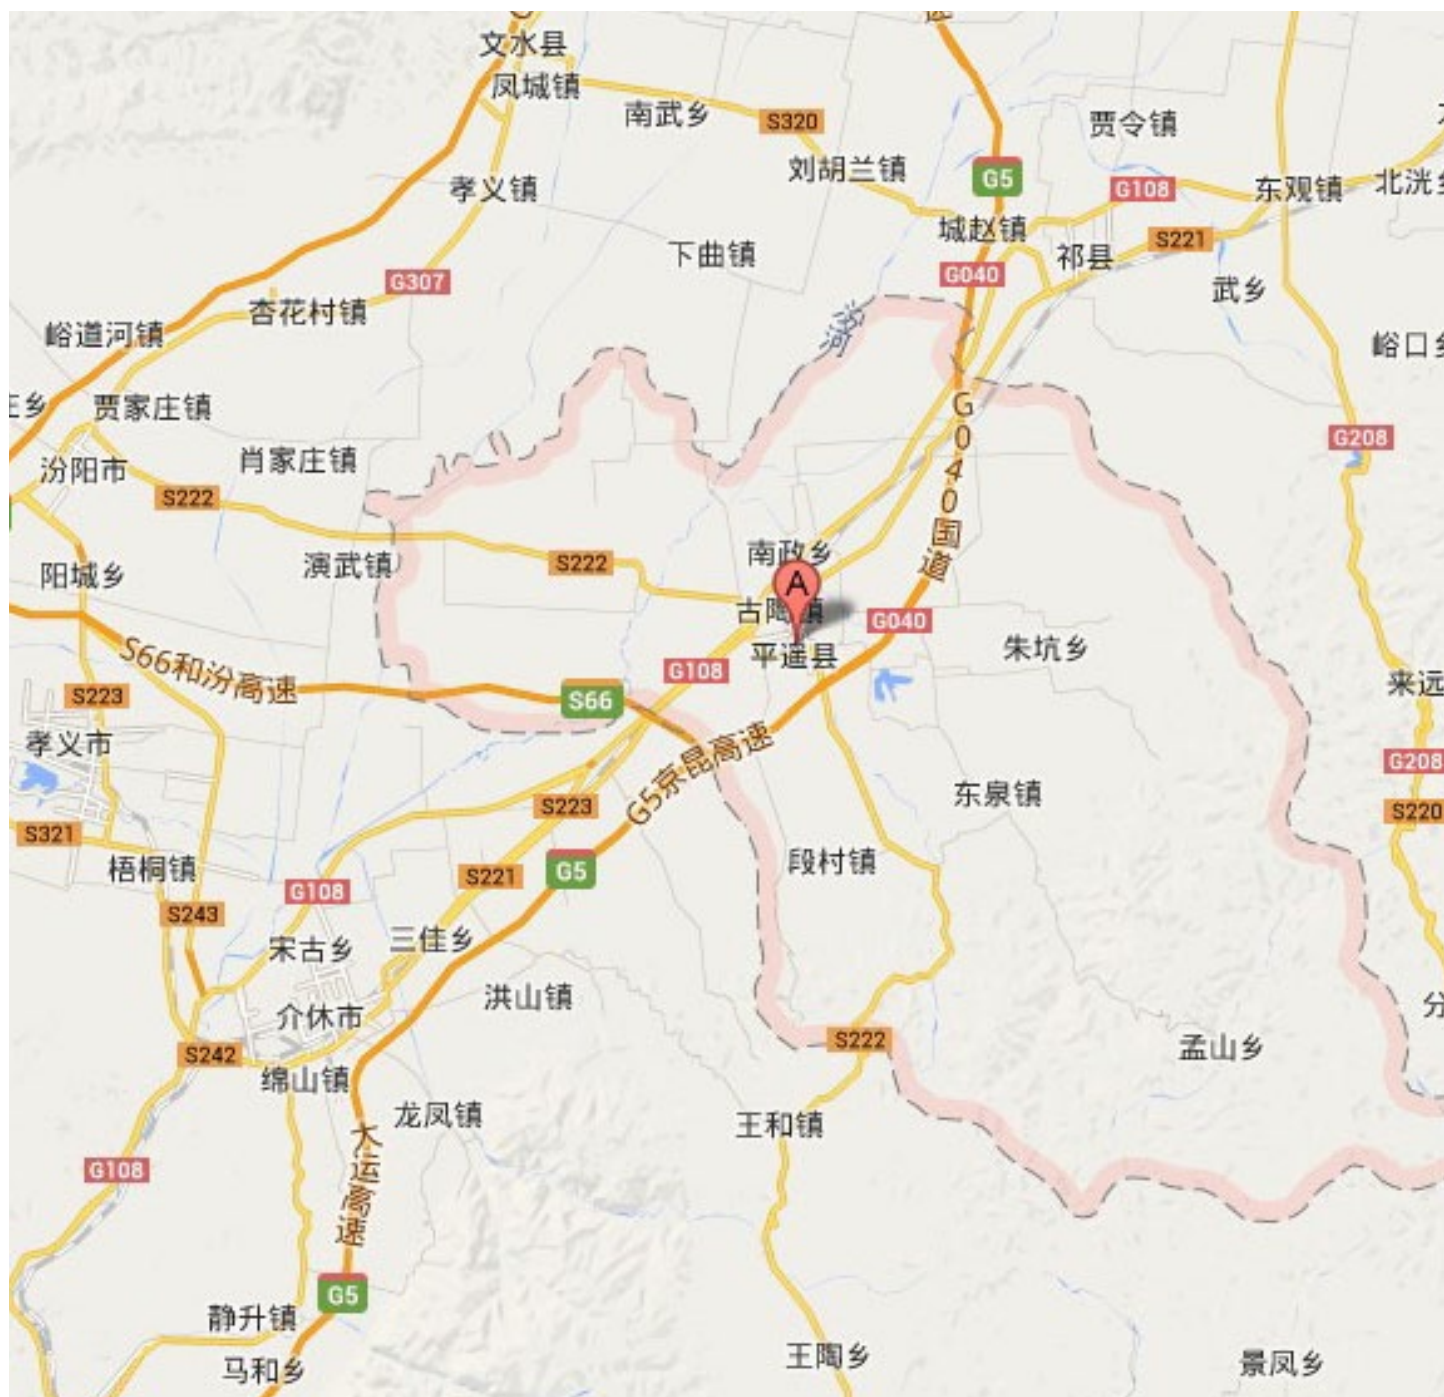 文水县
凤城镇
南武乡
S320
贾令镇
刘胡兰镇
G5
孝义镇
G108
东观镇
北洸乡
城赵镇
S221
下曲镇
祁县
G040
G307
武乡
杏花村镇
汾河
峪道河镇
峪口乡
庄乡
贾家庄镇
G040国道
G208
肖家庄镇
汾阳市
S222
南政乡
演武镇
S222
阳城乡
A
古陶镇
G040
朱坑乡
平遥县
S66和汾高速
G108
来远
S223
S66
孝义市
G5京昆高速
G208
东泉镇
S223
S220
S321
段村镇
梧桐镇
G5
S221
G108
S243
三佳乡
宋古乡
洪山镇
分
介休市
S222
孟山乡
S242
绵山镇
龙凤镇
王和镇
大运高速
G108
G5
静升镇
王陶乡
景凤乡
马和乡